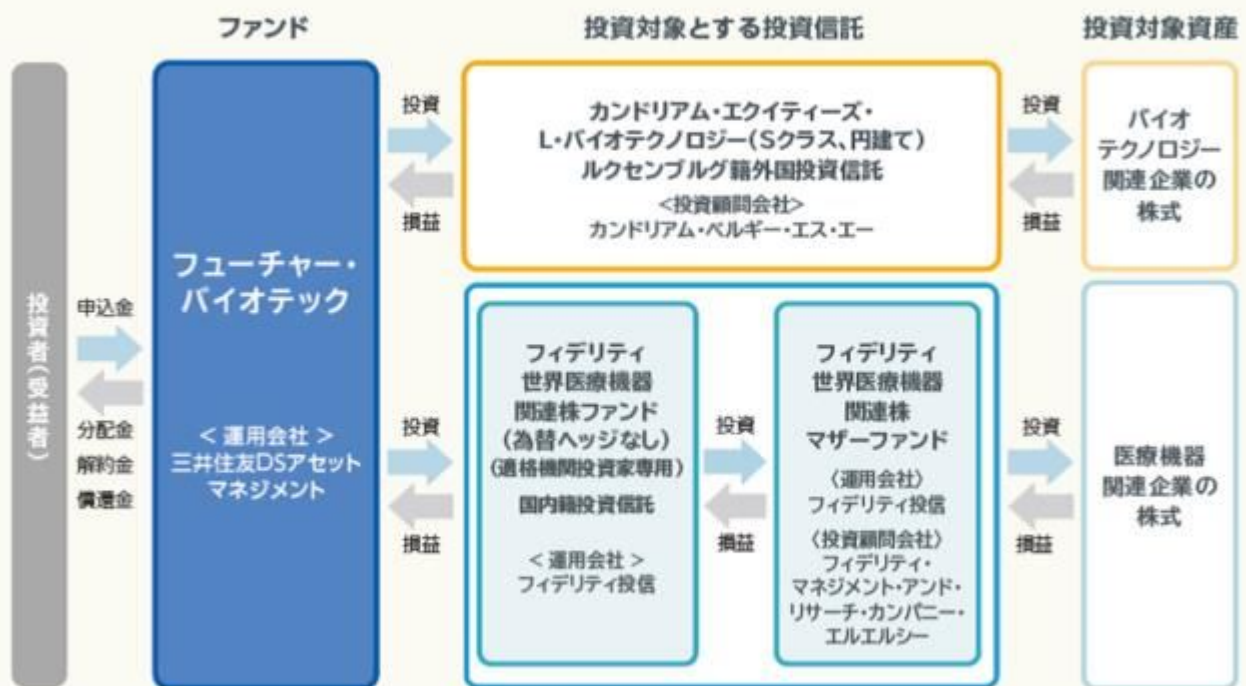 ファンド
投資対象とする投資信託
投資対象資産
投資者(受益者)
申込金
分配金
解約金
償還金
フューチャー・
バイオテック
<運用会社>
三井住友DSアセット
マネジメント
投資
損益
カンドリアム・エクイティーズ・
L・バイオテクノロジー(Sクラス、円建て)
ルクセンブルグ籍外国投資信託
<投資顧問会社>
カンドリアム・ベルギー・エス・エー
投資
損益
バイオ
テクノロジー
関連企業の
株式
投資
損益
フィデリティ
世界医療機器
関連株ファンド
(為替ヘッジなし)
(適格機関投資家専用)
国内籍投資信託
<運用会社>
フィデリティ投信
投資
損益
フィデリティ
世界医療機器
関連株
マザーファンド
〈運用会社〉
フィデリティ投信
〈投資顧問会社〉
フィデリティ・
マネジメント・アンド・
リサーチ・カンパニー・
エルエルシー
投資
損益
医療機器
関連企業の
株式